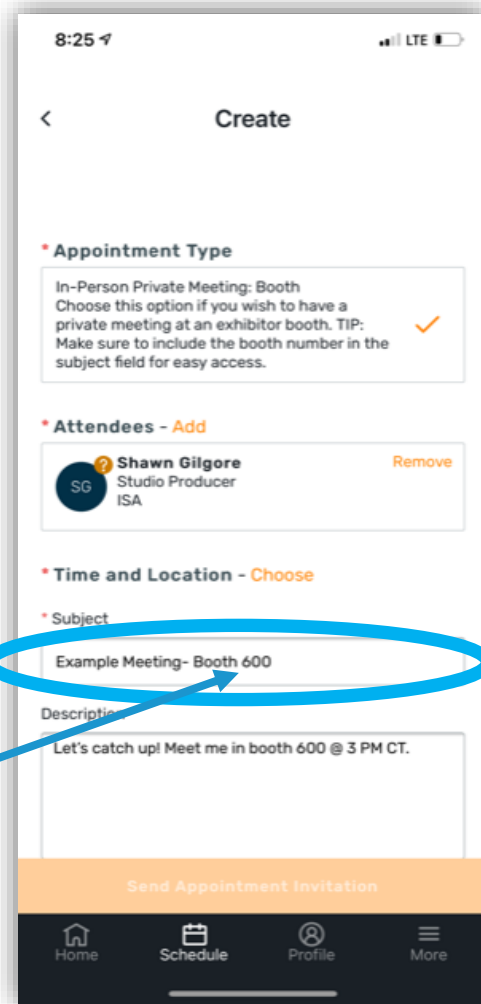 8:25 LTE
< Create
* Appointment Type
In-Person Private Meeting: Booth
Choose this option if you wish to have a
private meeting at an exhibitor booth. TIP:
Make sure to include the booth number in the
subject field for easy access.
* Attendees - Add
SG ? Shawn Gilgore Remove
Studio Producer
ISA
* Time and Location - Choose
* Subject
Example Meeting- Booth 600
Description
Let's catch up! Meet me in booth 600 @ 3 PM CT.
Send Appointment Invitation
Home Schedule Profile More